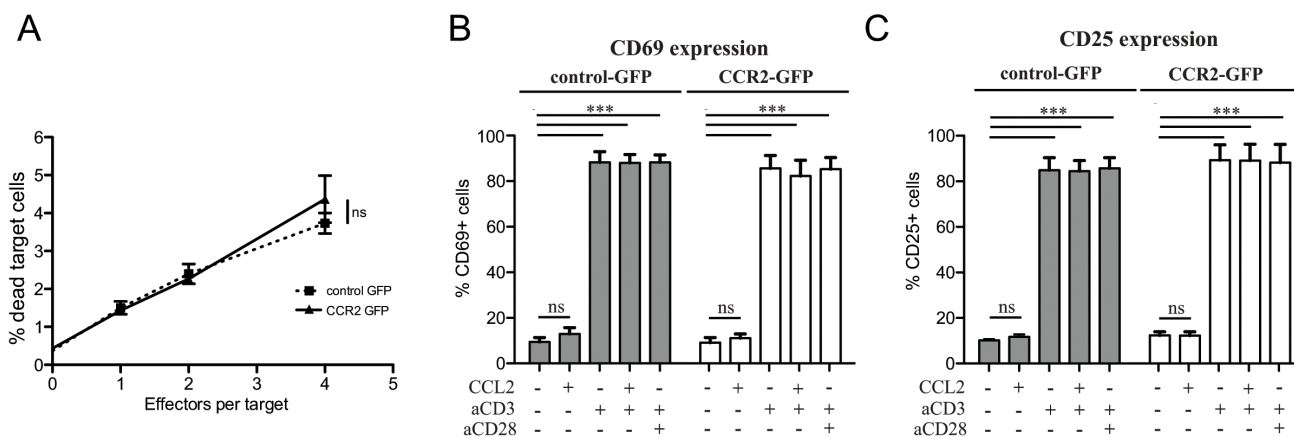 A
% dead target cells
6
5
4
3
2
1
0
0 1 2 3 4 5
Effectors per target
ns
control GFP
CCR2 GFP
B
CD69 expression
control-GFP CCR2-GFP
*** ***
% CD69+ cells
100
80
60
40
20
0
ns ns
CCL2 - + - + - - + - + -
aCD3 - - + + + - - + + +
aCD28 - - - - + - - - - +
C
CD25 expression
control-GFP CCR2-GFP
*** ***
% CD25+ cells
100
80
60
40
20
0
ns ns
CCL2 - + - + - - + - + -
aCD3 - - + + + - - + + +
aCD28 - - - - + - - - - +